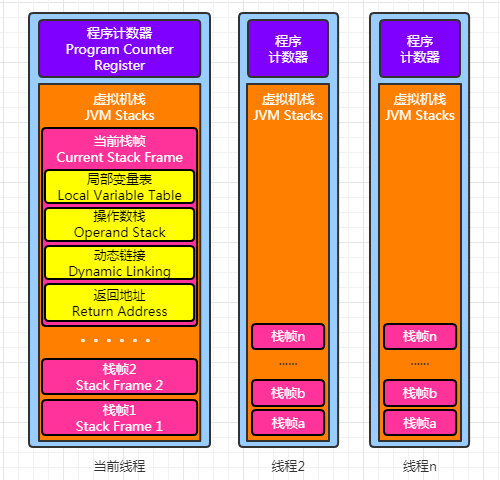 程序计数器
Program Counter
Register
虚拟机栈
JVM Stacks
当前栈帧
Current Stack Frame
局部变量表
Local Variable Table
操作数栈
Operand Stack
动态链接
Dynamic Linking
返回地址
Return Address
······
栈帧2
Stack Frame 2
栈帧1
Stack Frame 1
当前线程
程序
计数器
虚拟机栈
JVM Stacks
栈帧n
......
栈帧b
栈帧a
线程2
程序
计数器
虚拟机栈
JVM Stacks
栈帧n
......
栈帧b
栈帧a
线程n